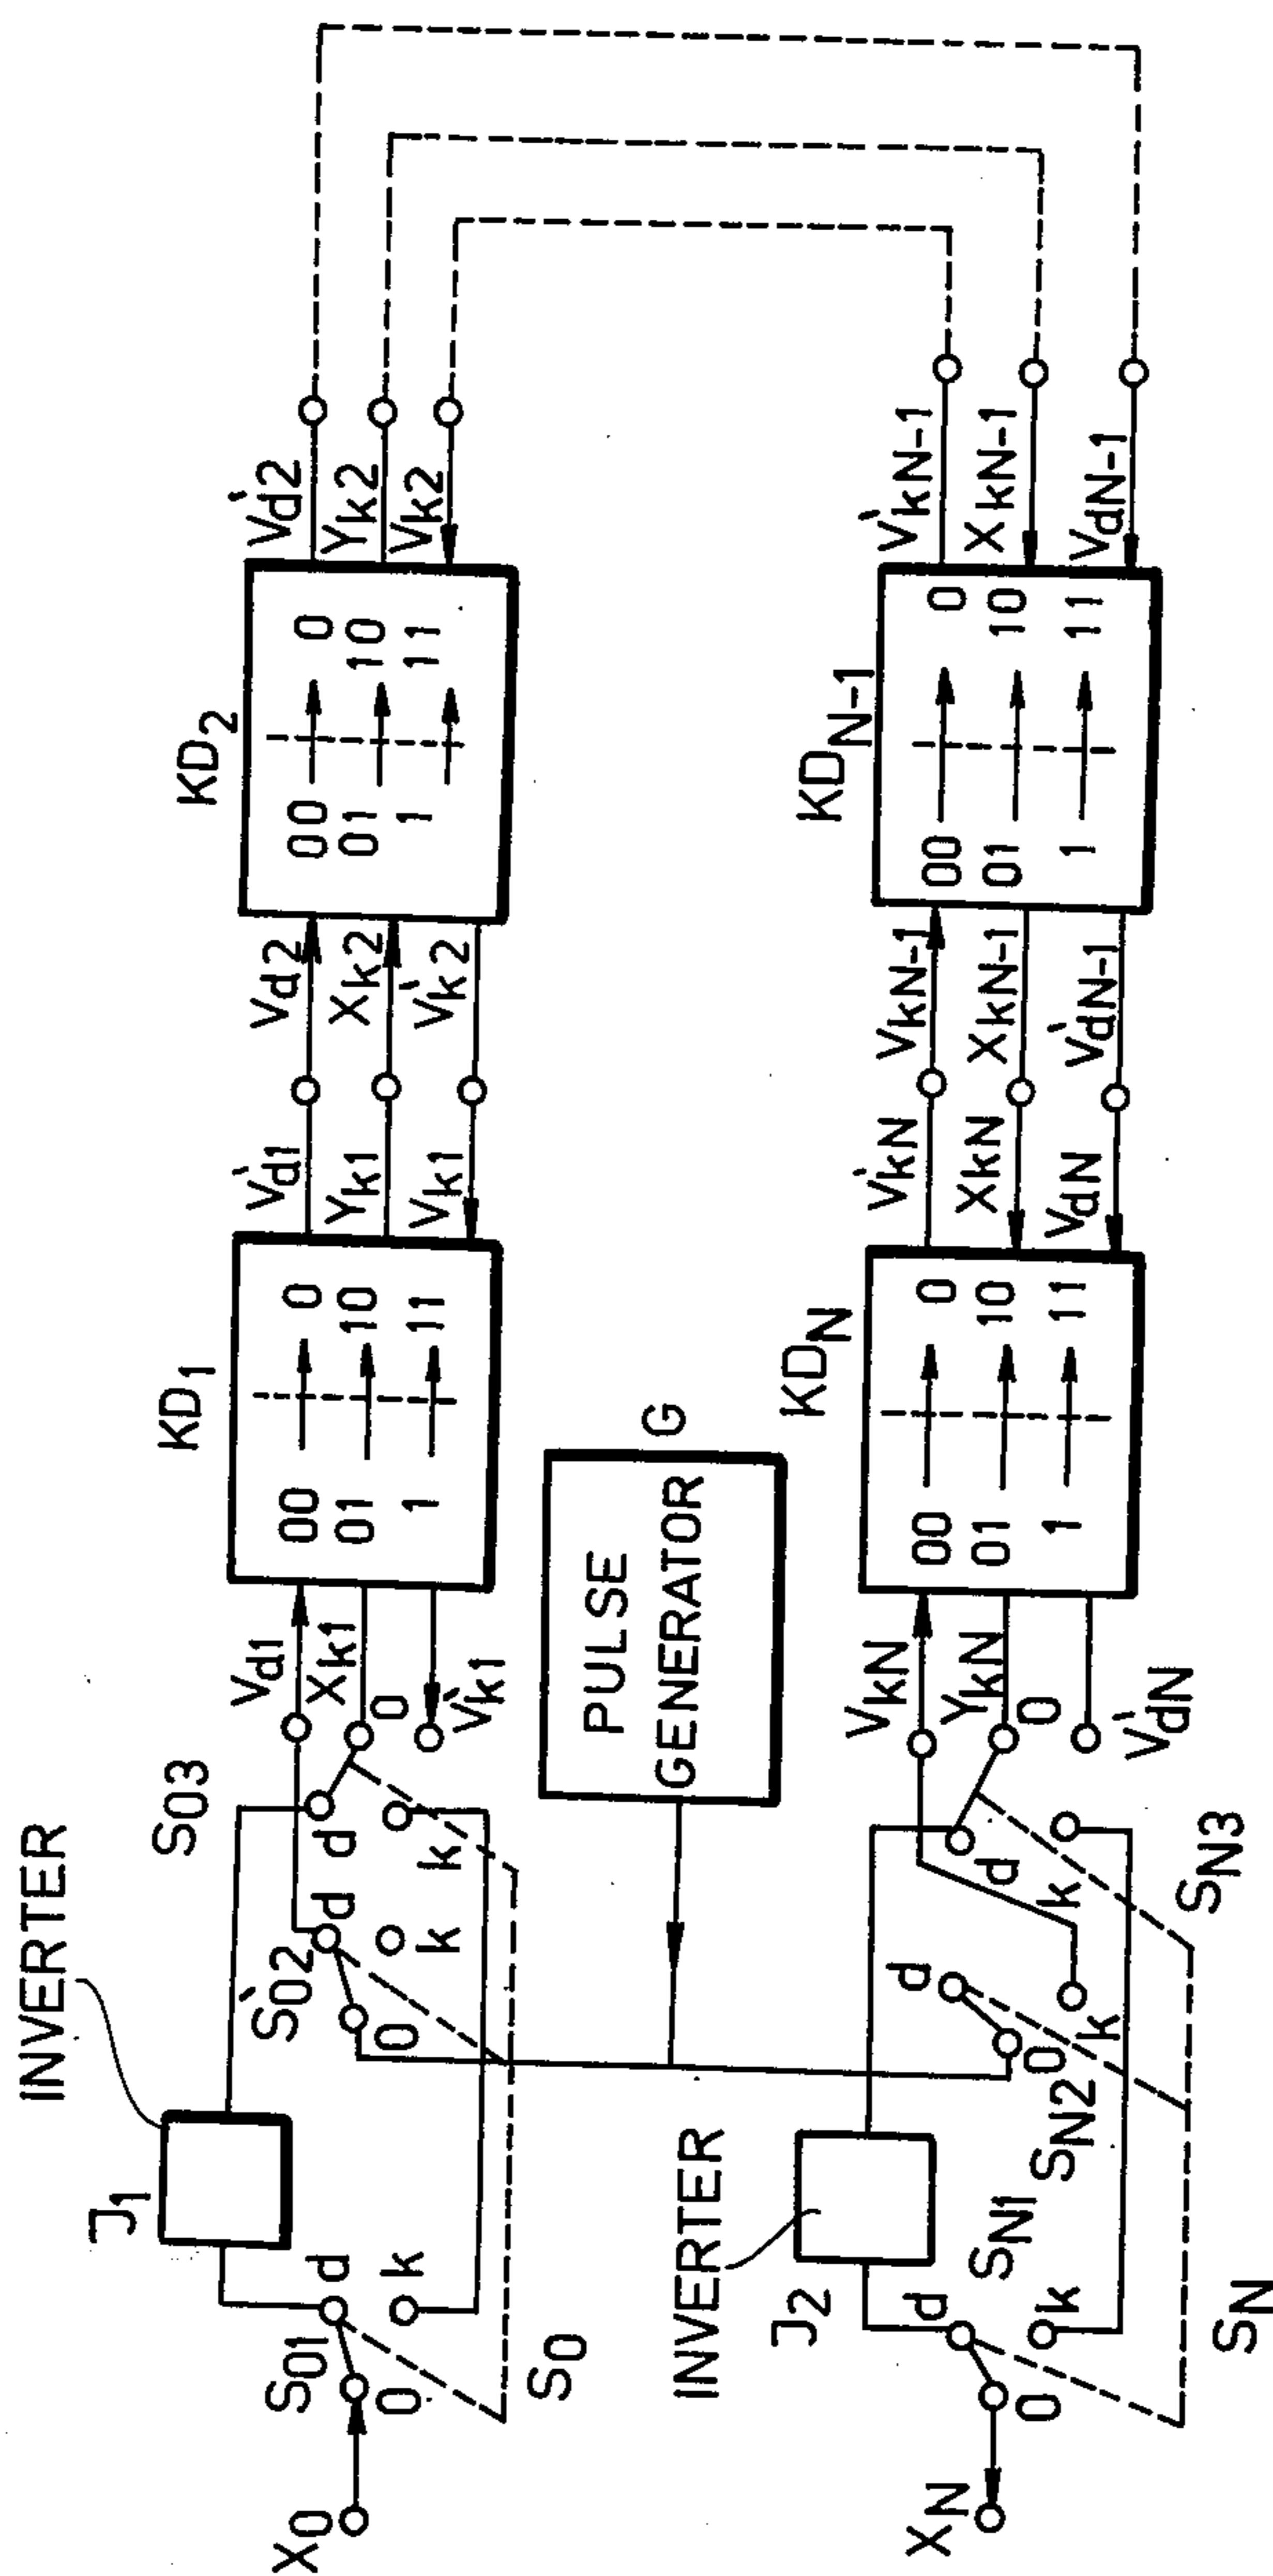 INVERTER
J1
S03
KD1
KD2
X0
S01
0
d
k
S'02
0
d
k
d
k
0
Vd1
Xk1
V'k1
00 0
01 10
1 11
V'd1
Yk1
Vk1
Vd2
Xk2
V'k2
00 0
01 10
1 11
V'd2
Yk2
Vk2
S0
PULSE
GENERATOR
G
INVERTER
J2
KDN
KDN-1
XN
0
d
k
SN1
SN2
0
d
k
d
k
0
SN3
SN
VkN
YkN
V'dN
00 0
01 10
1 11
V'kN
XkN
VdN
VkN-1
XkN-1
V'dN-1
00 0
01 10
1 11
V'kN-1
XkN-1
VdN-1